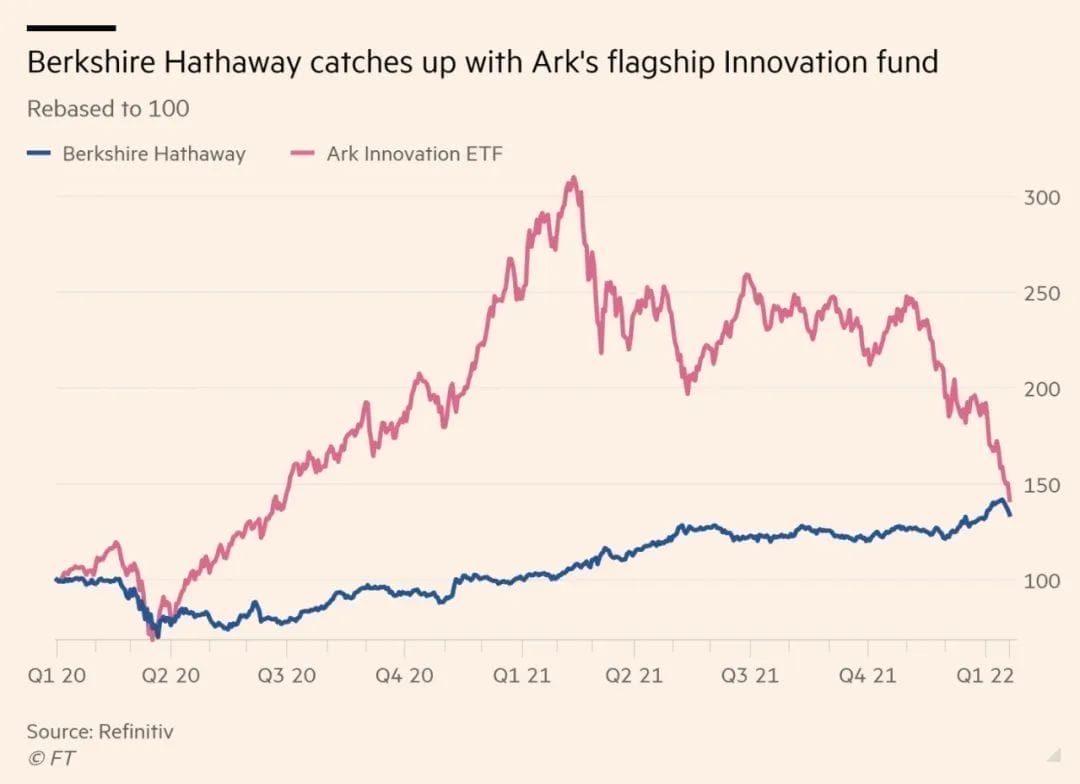 Berkshire Hathaway catches up with Ark's flagship Innovation fund
Rebased to 100
Berkshire Hathaway Ark Innovation ETF
300
250
200
150
100
Q1 20 Q2 20 Q3 20 Q4 20 Q1 21 Q2 21 Q3 21 Q4 21 Q1 22
Source: Refinitiv
© FT